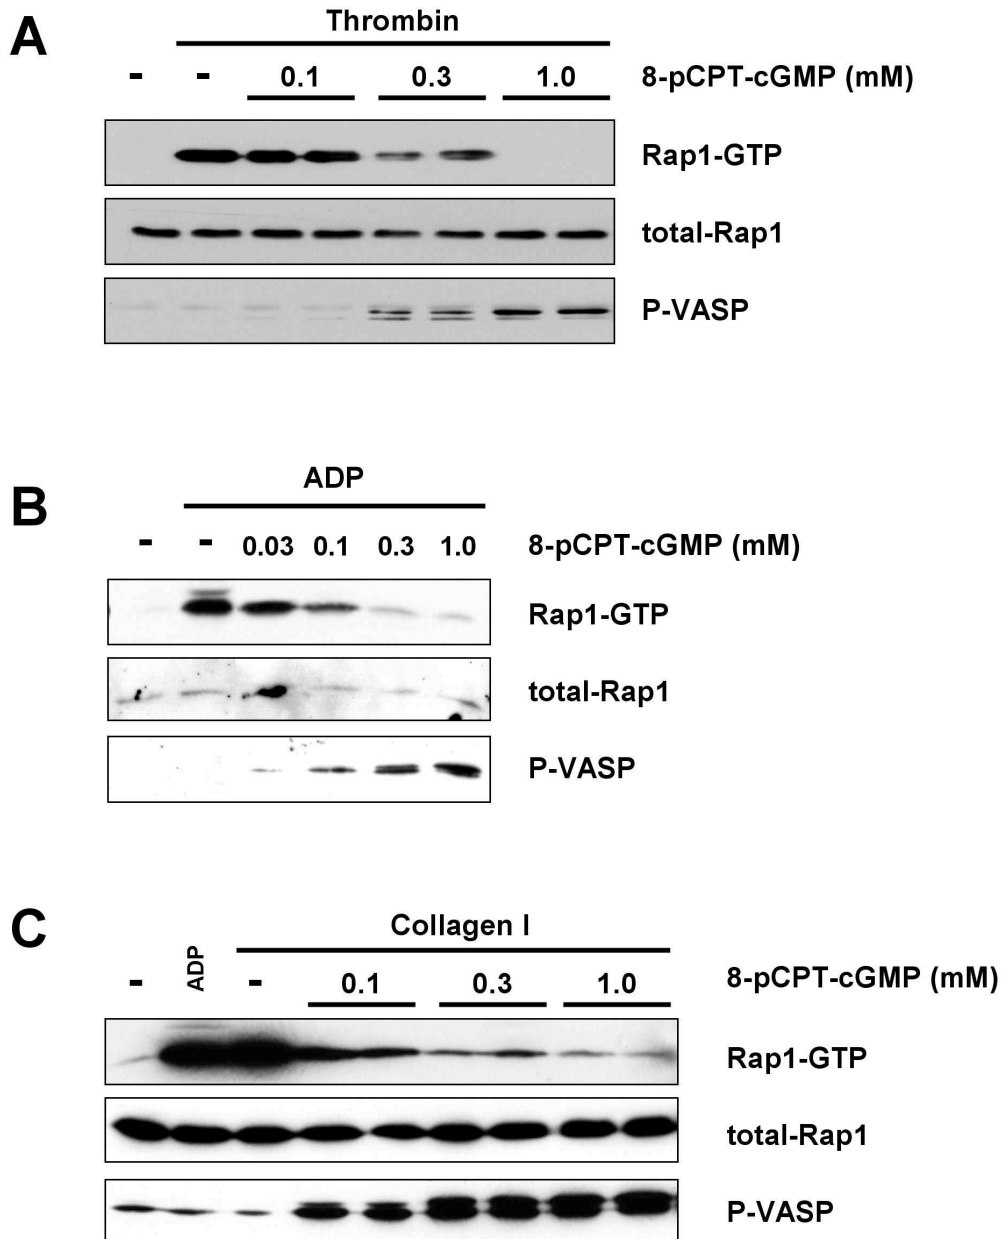 A
Thrombin
- - 0.1 0.3 1.0 8-pCPT-cGMP (mM)
Rap1-GTP
total-Rap1
P-VASP
B
ADP
- - 0.03 0.1 0.3 1.0 8-pCPT-cGMP (mM)
Rap1-GTP
total-Rap1
P-VASP
C
Collagen I
- ADP - 0.1 0.3 1.0 8-pCPT-cGMP (mM)
Rap1-GTP
total-Rap1
P-VASP